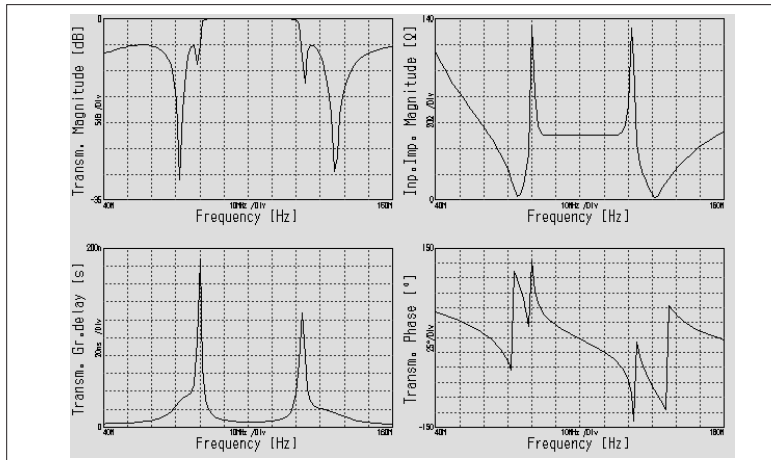 0
Transm. Magnitude [dB]
5dB /Div
-35
40M
10MHz /Div
160M
Frequency [Hz]
140
Inp.Imp. Magnitude [Ω]
20Ω /Div
0
40M
10MHz /Div
160M
Frequency [Hz]
200n
Transm. Gr.delay [s]
20ns /Div
0
40M
10MHz /Div
160M
Frequency [Hz]
150
Transm. Phase [°]
25°/Div
-150
40M
10MHz /Div
160M
Frequency [Hz]